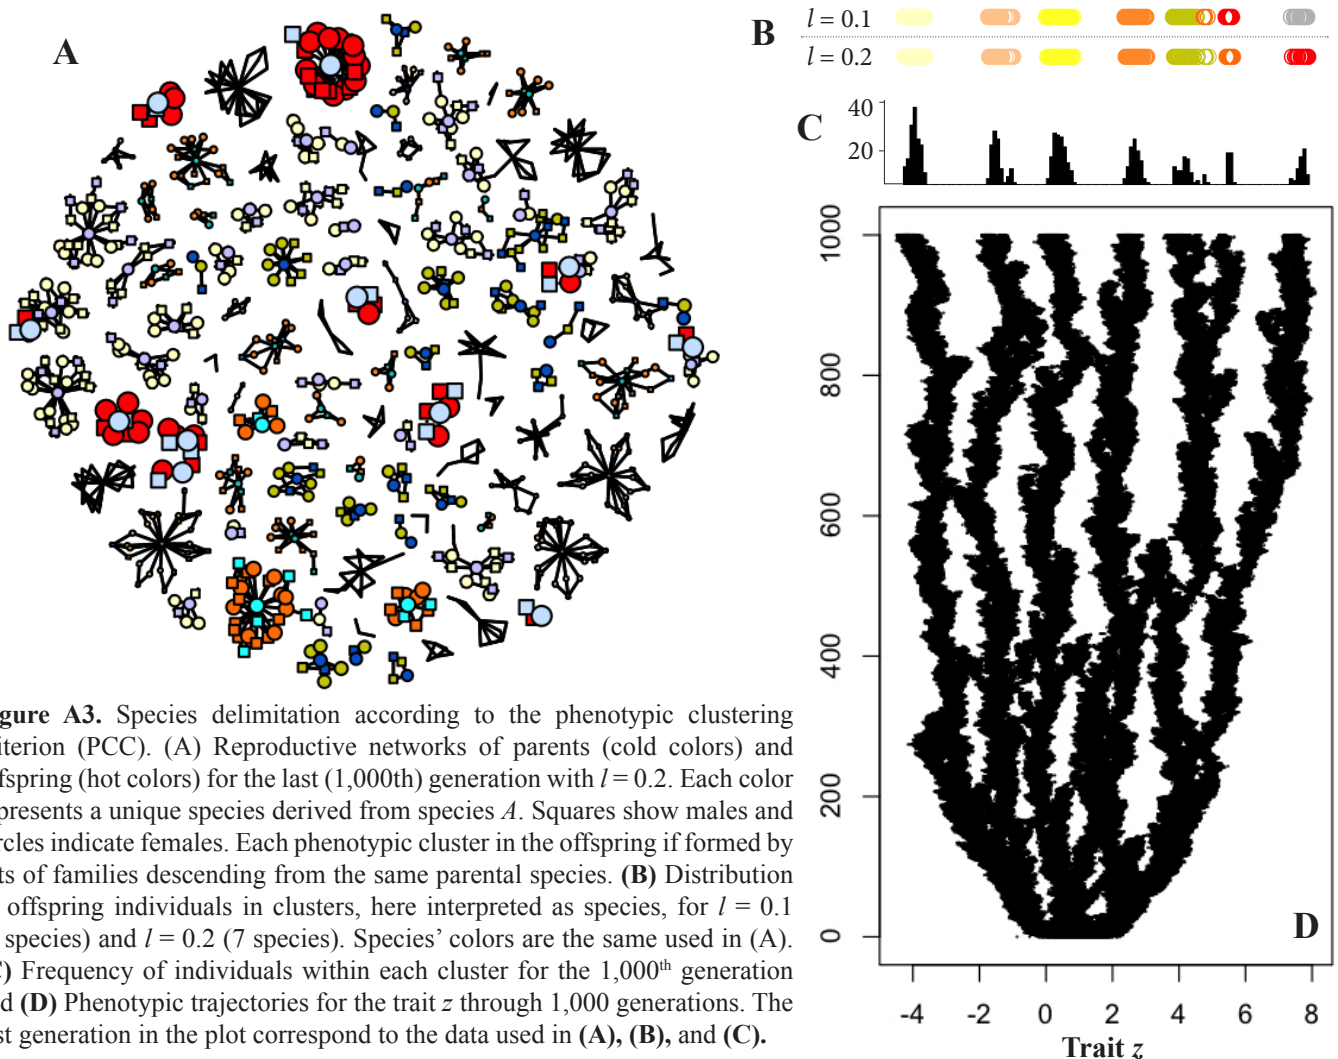 A
B
l = 0.1
l = 0.2
C
40
20
1000
800
600
400
200
0
D
-4 -2 0 2 4 6 8
Trait z
gure A3. Species delimitation according to the phenotypic clustering
iterion (PCC). (A) Reproductive networks of parents (cold colors) and
fspring (hot colors) for the last (1,000th) generation with l = 0.2. Each color
presents a unique species derived from species A. Squares show males and
rcles indicate females. Each phenotypic cluster in the offspring if formed by
ts of families descending from the same parental species. (B) Distribution
offspring individuals in clusters, here interpreted as species, for l = 0.1
species) and l = 0.2 (7 species). Species' colors are the same used in (A).
) Frequency of individuals within each cluster for the 1,000th generation
d (D) Phenotypic trajectories for the trait z through 1,000 generations. The
st generation in the plot correspond to the data used in (A), (B), and (C).